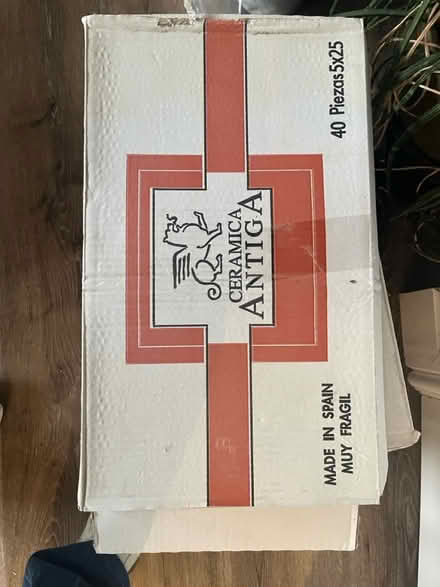 CERAMICA
ANTIGA
MADE IN SPAIN
MUY FRAGIL
40 Piezas 5x25